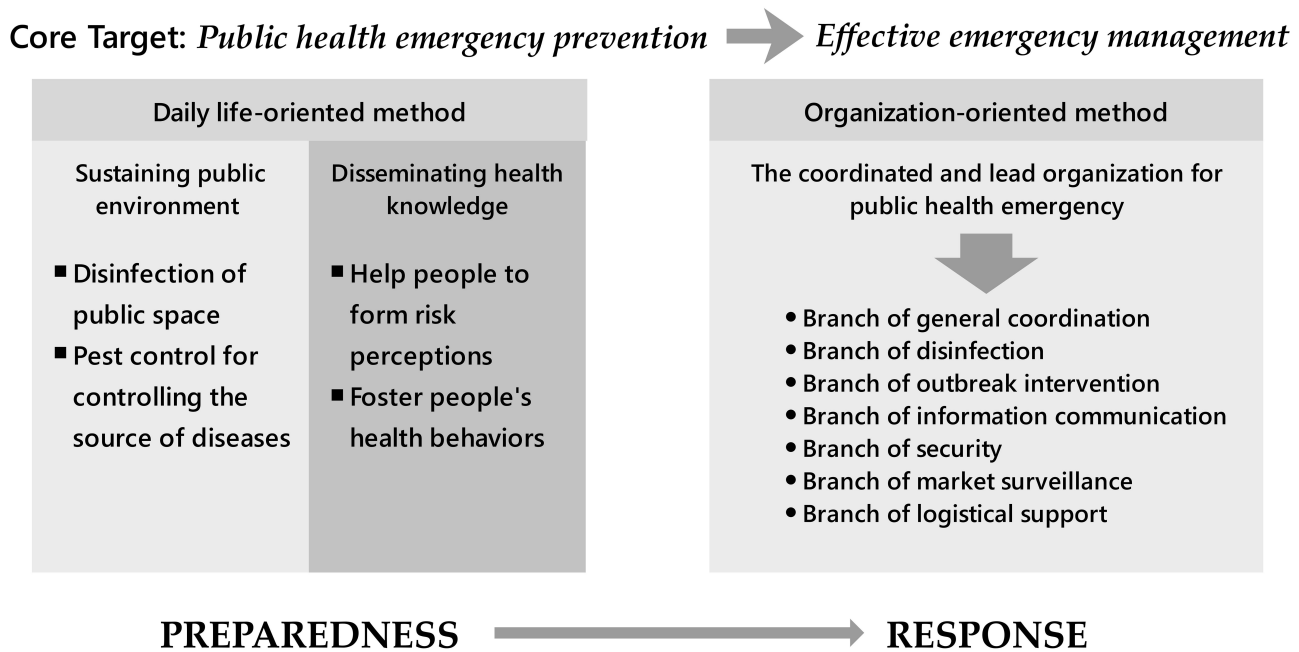 Core Target: Public health emergency prevention Effective emergency management
Daily life-oriented method
Sustaining public
environment
■ Disinfection of
public space
■ Pest control for
controlling the
source of diseases
Disseminating health
knowledge
■ Help people to
form risk
perceptions
■ Foster people's
health behaviors
Organization-oriented method
The coordinated and lead organization for
public health emergency
• Branch of general coordination
• Branch of disinfection
• Branch of outbreak intervention
• Branch of information communication
• Branch of security
• Branch of market surveillance
• Branch of logistical support
PREPAREDNESS RESPONSE